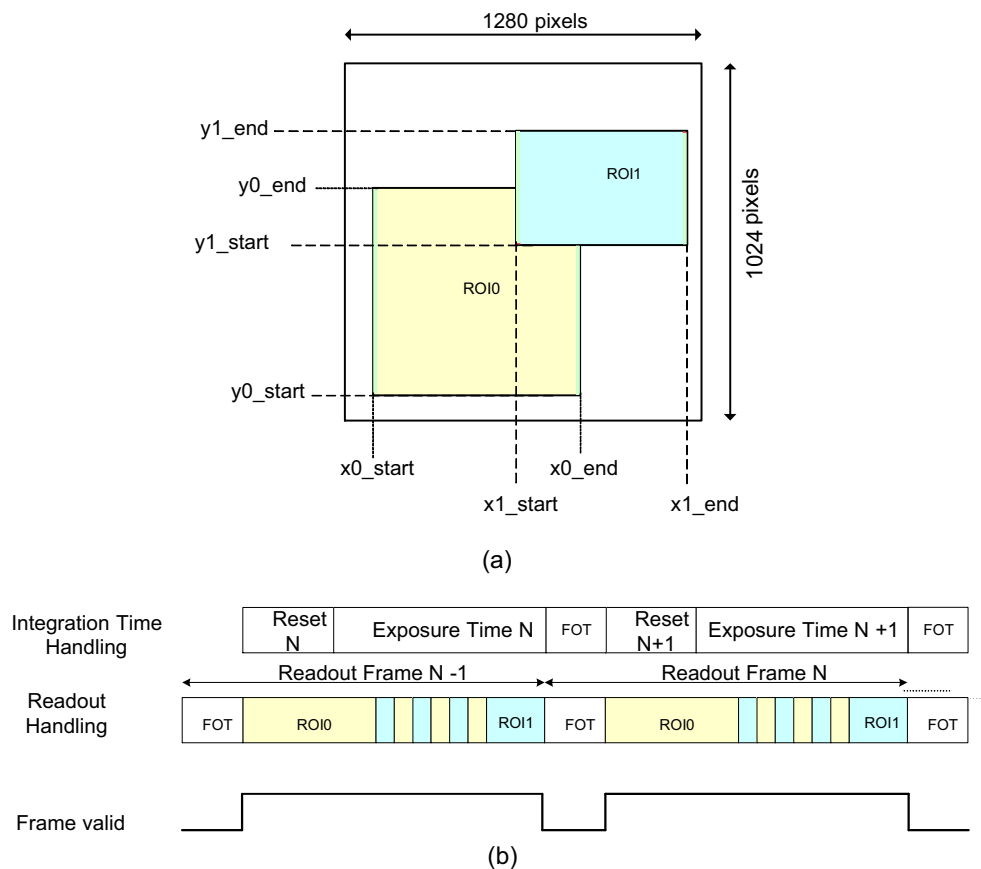 1280 pixels
y1_end
ROI1
y0_end
1024 pixels
y1_start
ROI0
y0_start
x0_start
x0_end
x1_start
x1_end
(a)
Integration Time
Handling
Reset
N
Exposure Time N
FOT
Reset
N+1
Exposure Time N +1
FOT
Readout Frame N -1
Readout Frame N
Readout
Handling
FOT
ROI0
ROI1
FOT
ROI0
ROI1
FOT
Frame valid
(b)